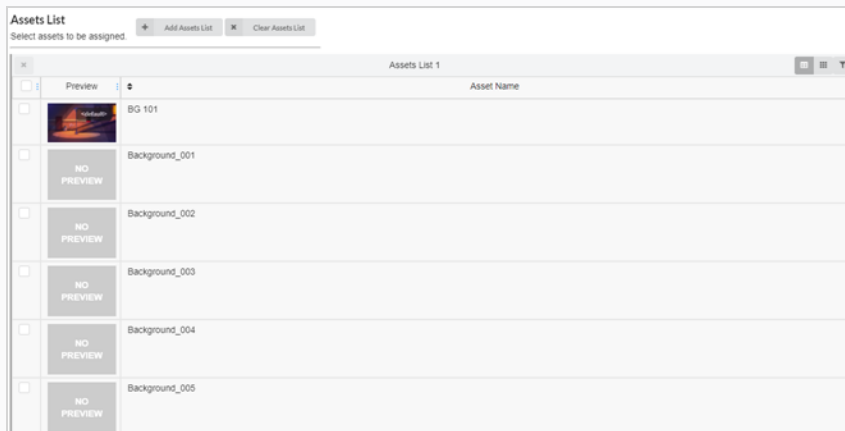 Assets List
Select assets to be assigned.
Add Assets List
Clear Assets List
Assets List 1
Preview
Asset Name
<default>
BG 101
NO
PREVIEW
Background_001
NO
PREVIEW
Background_002
NO
PREVIEW
Background_003
NO
PREVIEW
Background_004
NO
PREVIEW
Background_005